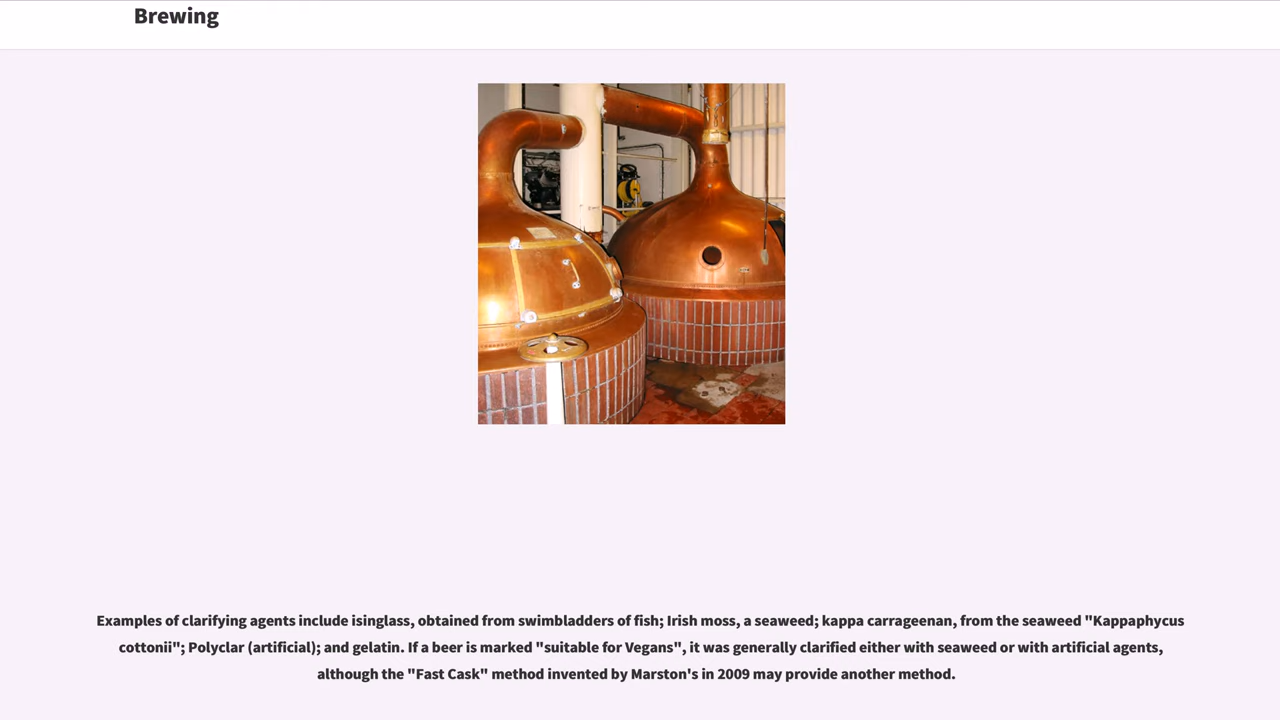 Brewing
Examples of clarifying agents include isinglass, obtained from swimbladders of fish; Irish moss, a seaweed; kappa carrageenan, from the seaweed "Kappaphycus
cottonii"; Polyclar (artificial); and gelatin. If a beer is marked "suitable for Vegans", it was generally clarified either with seaweed or with artificial agents,
although the "Fast Cask" method invented by Marston's in 2009 may provide another method.